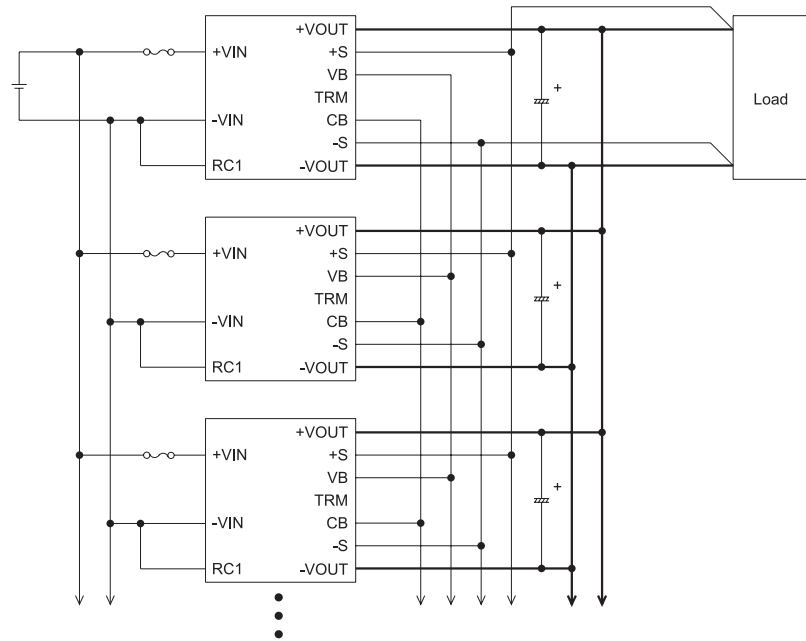 +VOUT
+VIN
+S
VB
TRM
-VIN
CB
-S
RC1
-VOUT
+
Load
+VOUT
+VIN
+S
VB
TRM
-VIN
CB
-S
RC1
-VOUT
+
+VOUT
+VIN
+S
VB
TRM
-VIN
CB
-S
RC1
-VOUT
+